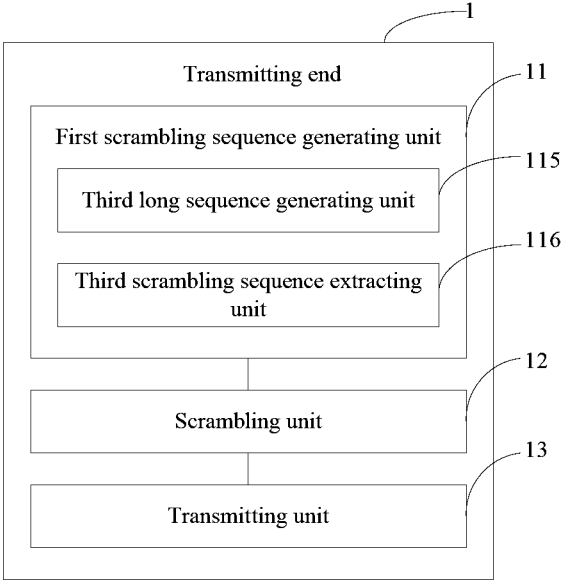 1
Transmitting end
11
First scrambling sequence generating unit
115
Third long sequence generating unit
116
Third scrambling sequence extracting
unit
12
Scrambling unit
13
Transmitting unit